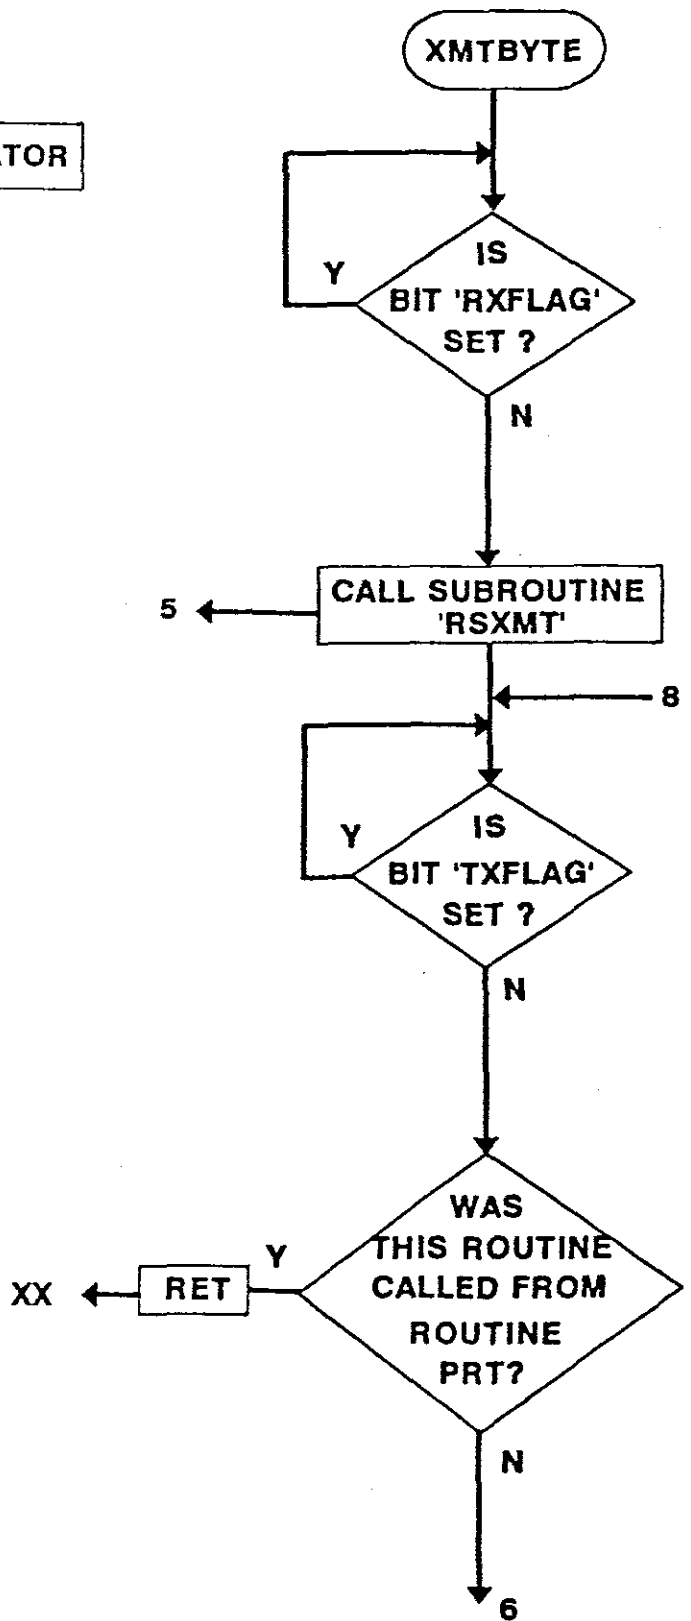 XMTBYTE
ATOR
IS
Y
BIT 'RXFLAG'
SET ?
N
CALL SUBROUTINE
5
'RSXMT'
8
IS
Y
BIT 'TXFLAG'
SET ?
N
WAS
THIS ROUTINE
Y
CALLED FROM
XX
RET
ROUTINE
PRT?
N
6